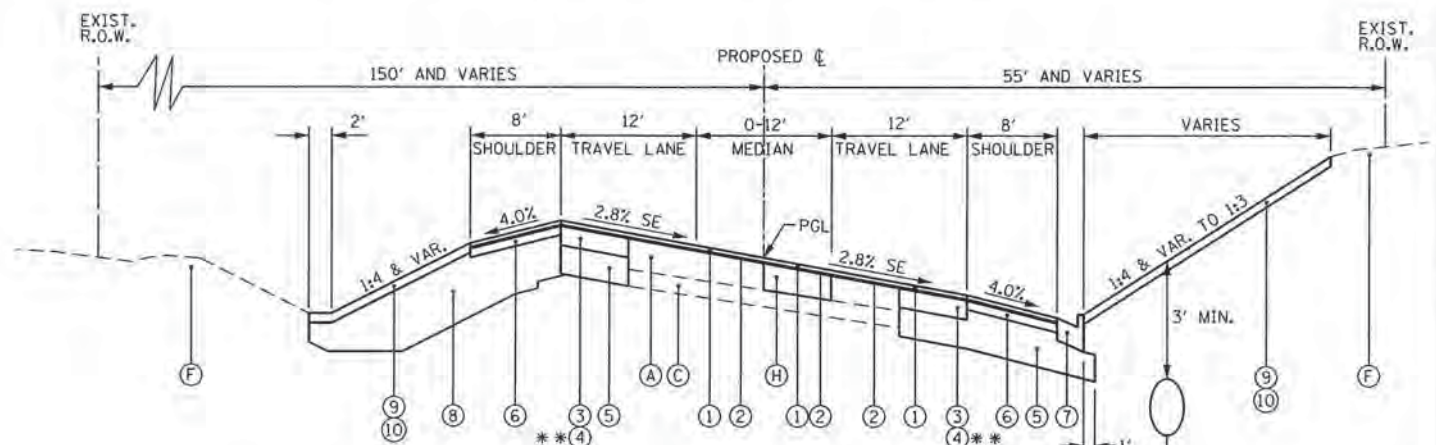 EXIST.
R.O.W.
EXIST.
R.O.W.
PROPOSED ℄
150' AND VARIES
55' AND VARIES
2'
8'
12'
0-12'
12'
8'
VARIES
SHOULDER
TRAVEL LANE
MEDIAN
TRAVEL LANE
SHOULDER
4.0%
2.8% SE
PGL
2.8% SE
4.0%
1:4 & VAR.
1:4 & VAR. TO 1:3
3' MIN.
F
9
10
8
6
3
**4
5
A
C
1
2
H
1
2
2
1
3
4**
6
5
7
1'
9
10
F